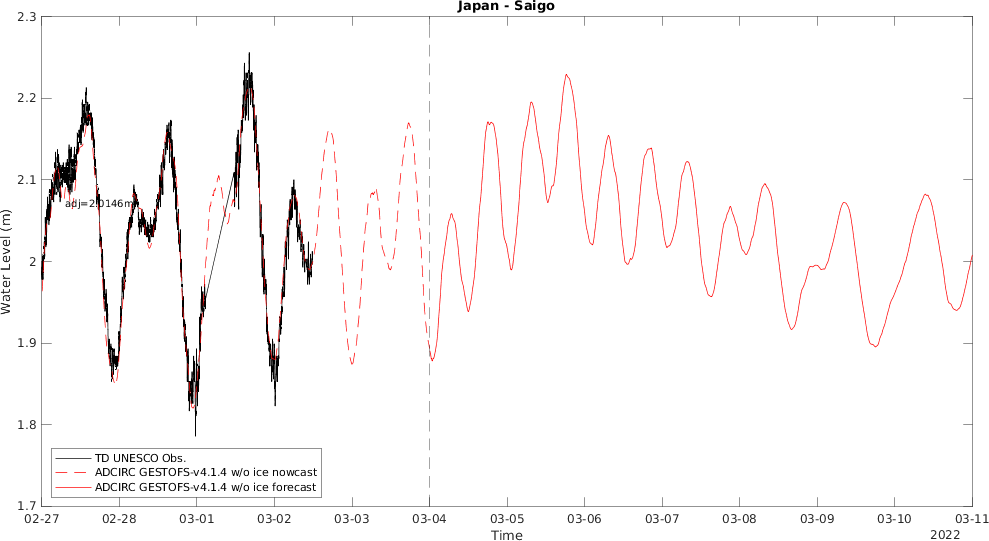 Japan - Saigo
2.3
2.2
2.1
2
1.9
1.8
1.7
Water Level (m)
adj=2.0146m
TD UNESCO Obs.
ADCIRC GESTOFS-v4.1.4 w/o ice nowcast
ADCIRC GESTOFS-v4.1.4 w/o ice forecast
02-27 02-28 03-01 03-02 03-03 03-04 03-05 03-06 03-07 03-08 03-09 03-10 03-11
Time
2022